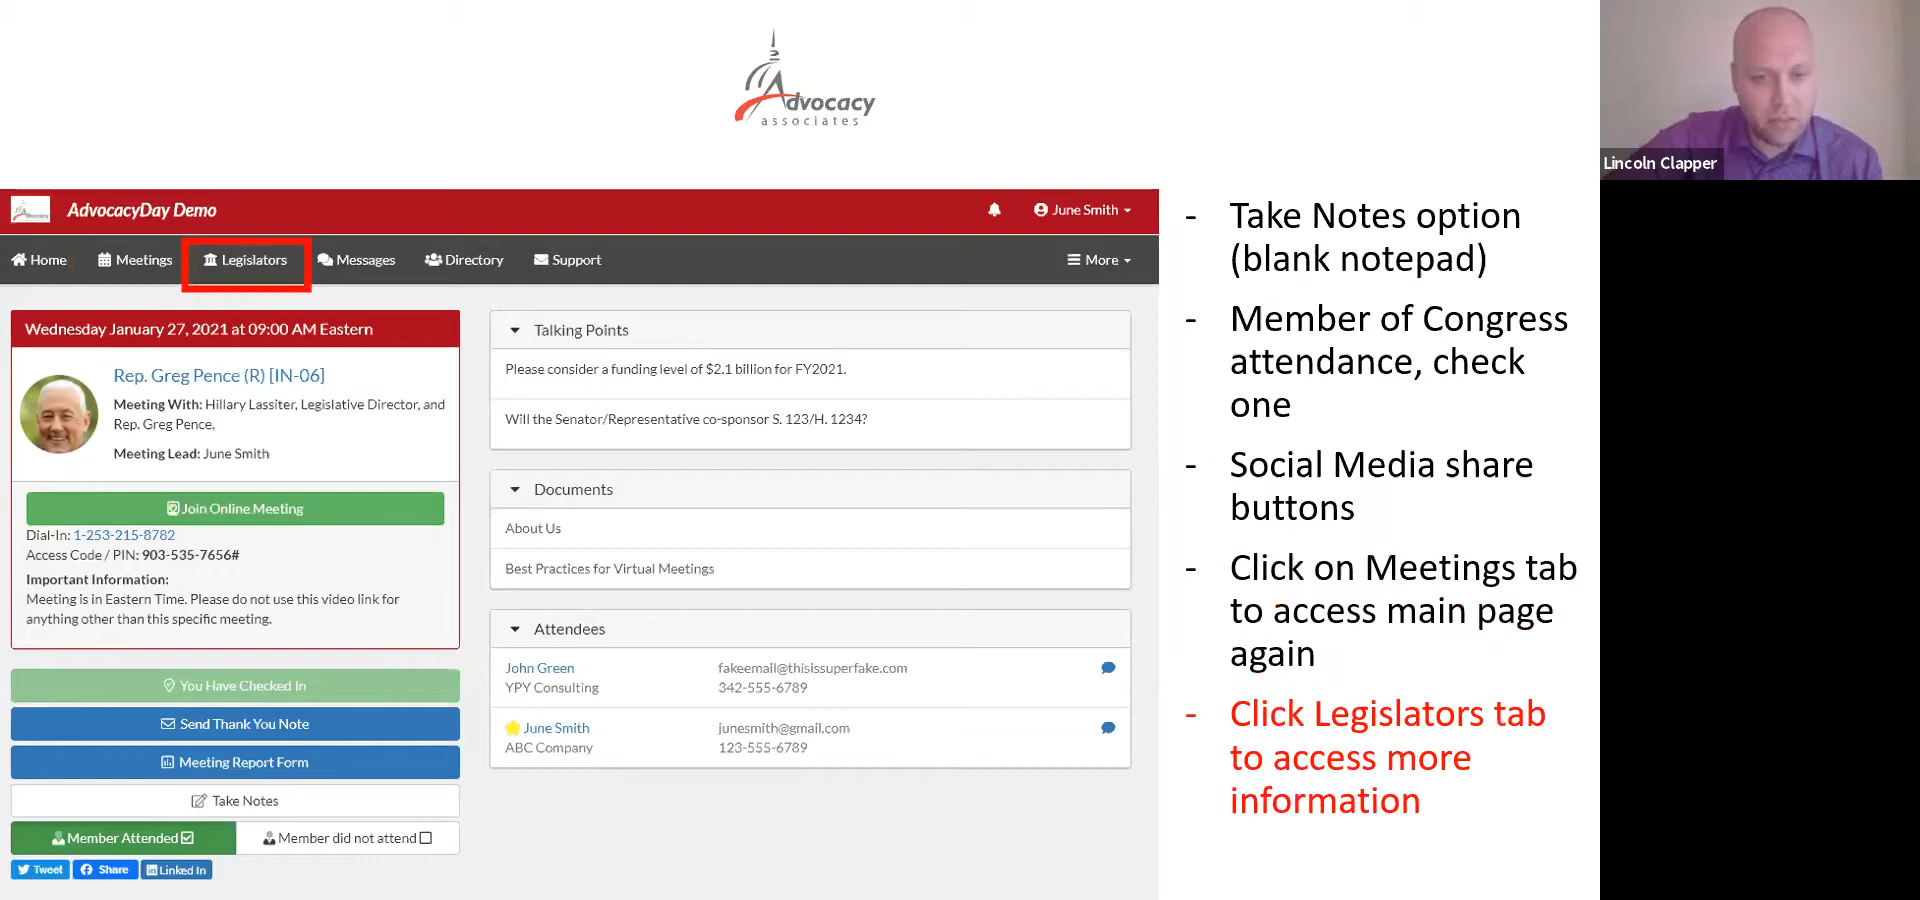 Advocacy
associates
Lincoln Clapper
AdvocacyDay Demo
June Smith
Home
Meetings
Legislators
Messages
Directory
Support
More
Wednesday January 27, 2021 at 09:00 AM Eastern
Rep. Greg Pence (R) [IN-06]
Meeting With: Hillary Lassiter, Legislative Director, and
Rep. Greg Pence,
Meeting Lead: June Smith
Join Online Meeting
Dial-In: 1-253-215-8782
Access Code / PIN: 903-535-7656#
Important Information:
Meeting is in Eastern Time. Please do not use this video link for
anything other than this specific meeting.
You Have Checked In
Send Thank You Note
Meeting Report Form
Take Notes
Member Attended
Member did not attend
Tweet
Share
Linked In
Talking Points
Please consider a funding level of $2.1 billion for FY2021.
Will the Senator/Representative co-sponsor S. 123/H. 1234?
Documents
About Us
Best Practices for Virtual Meetings
Attendees
John Green
fakeemail@thisissuperfake.com
YPY Consulting
342-555-6789
June Smith
junesmith@gmail.com
ABC Company
123-555-6789
- Take Notes option
(blank notepad)
- Member of Congress
attendance, check
one
- Social Media share
buttons
- Click on Meetings tab
to access main page
again
- Click Legislators tab
to access more
information